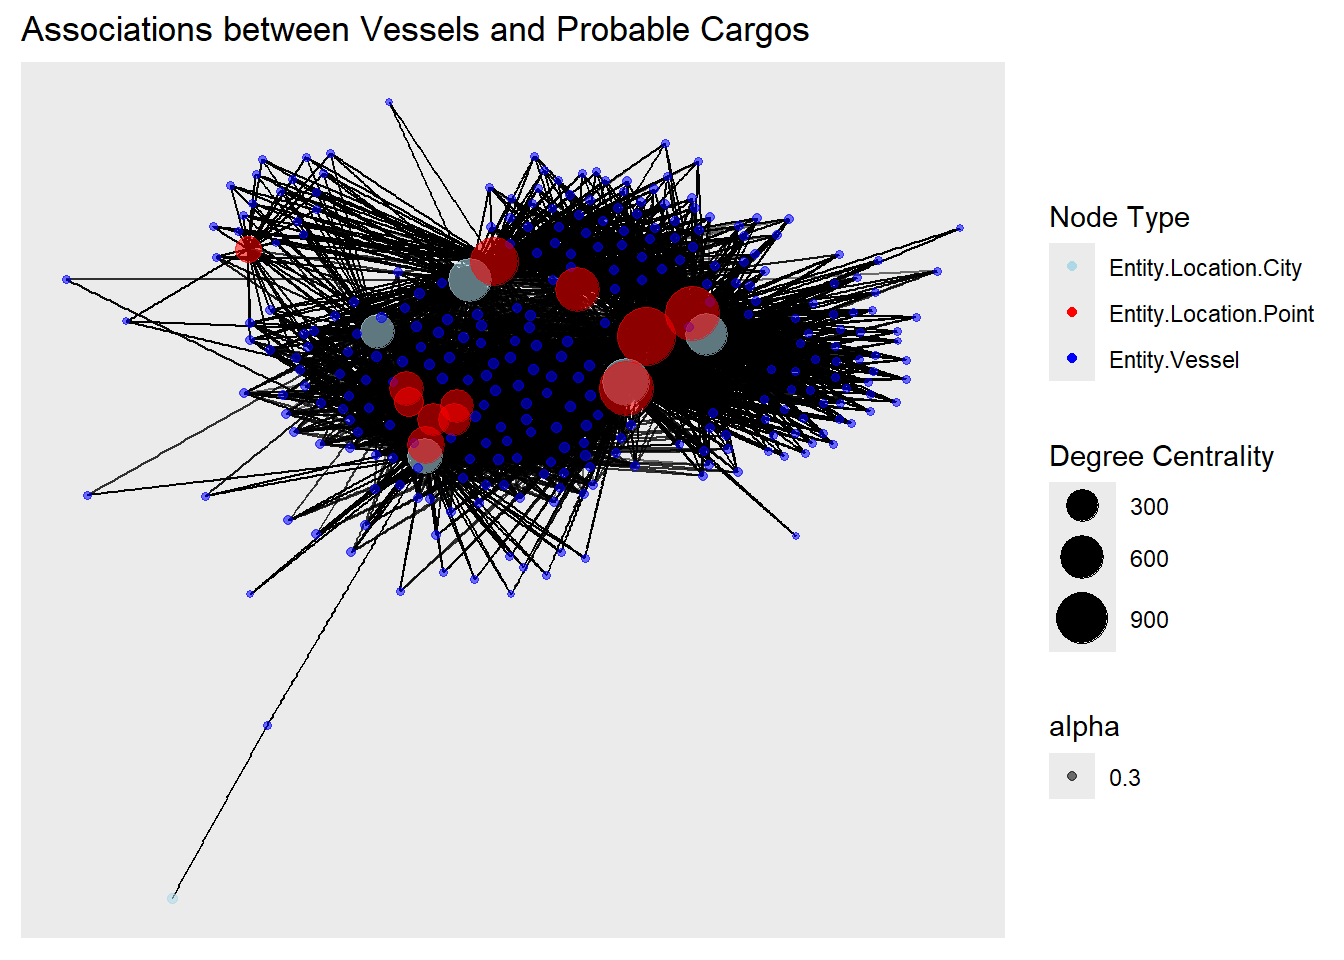 Associations between Vessels and Probable Cargos
Node Type
Entity.Location.City
Entity.Location.Point
Entity.Vessel
Degree Centrality
300
600
900
alpha
0.3